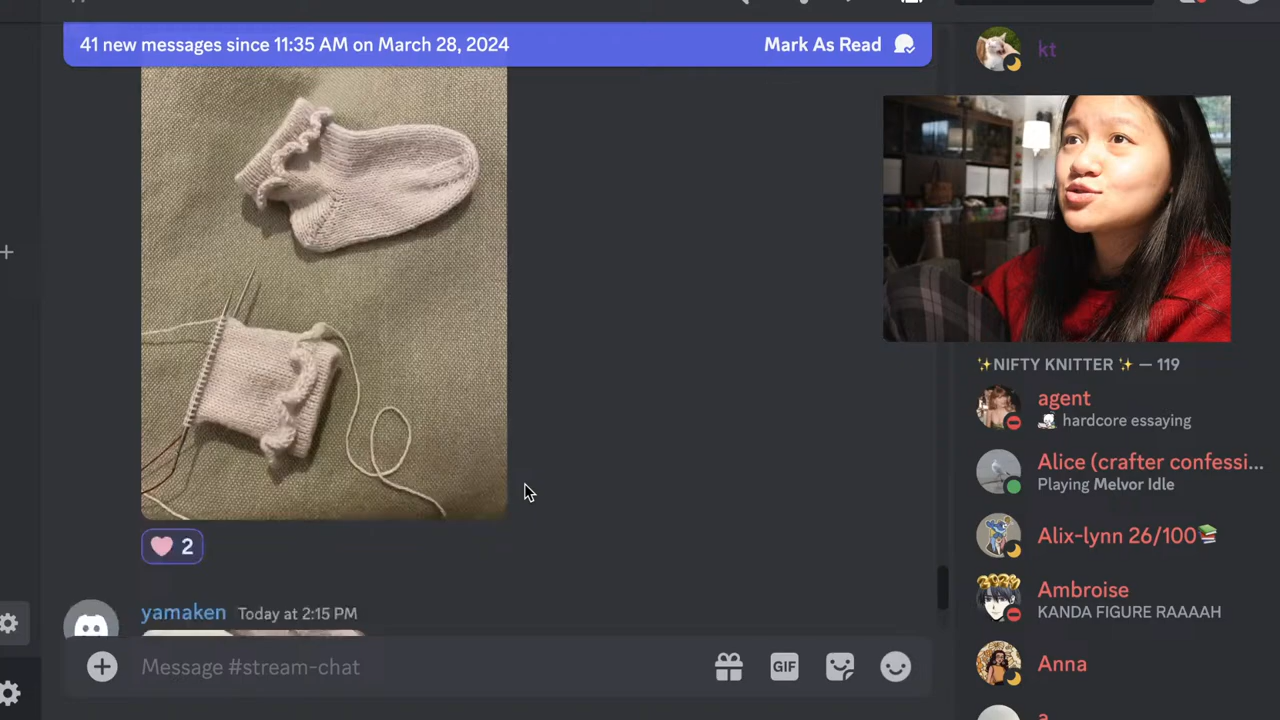 41 new messages since 11:35 AM on March 28, 2024
Mark As Read
kt
✨NIFTY KNITTER ✨ — 119
agent
hardcore essaying
Alice (crafter confessi...
Playing Melvor Idle
Alix-lynn 26/100📚
Ambroise
KANDA FIGURE RAAAAH
Anna
2
yamaken Today at 2:15 PM
Message #stream-chat
GIF